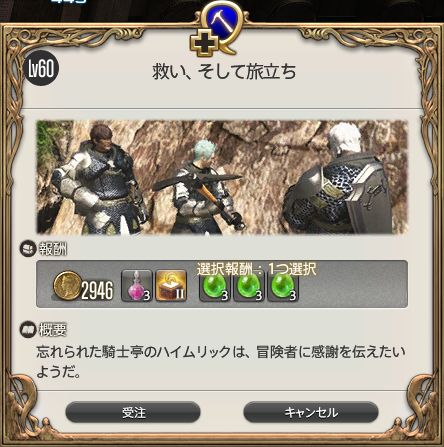 Lv60
救い、そして旅立ち
報酬
選択報酬：1つ選択
2946
3
11
3
3
3
概要
忘れられた騎士亭のハイムリックは、冒険者に感謝を伝えたい
ようだ。
受注
キャンセル